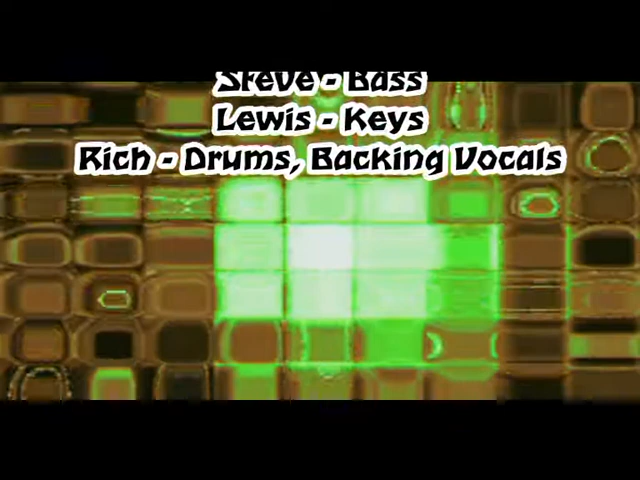 Steve - Bass
Lewis - Keys
Rich - Drums, Backing Vocals